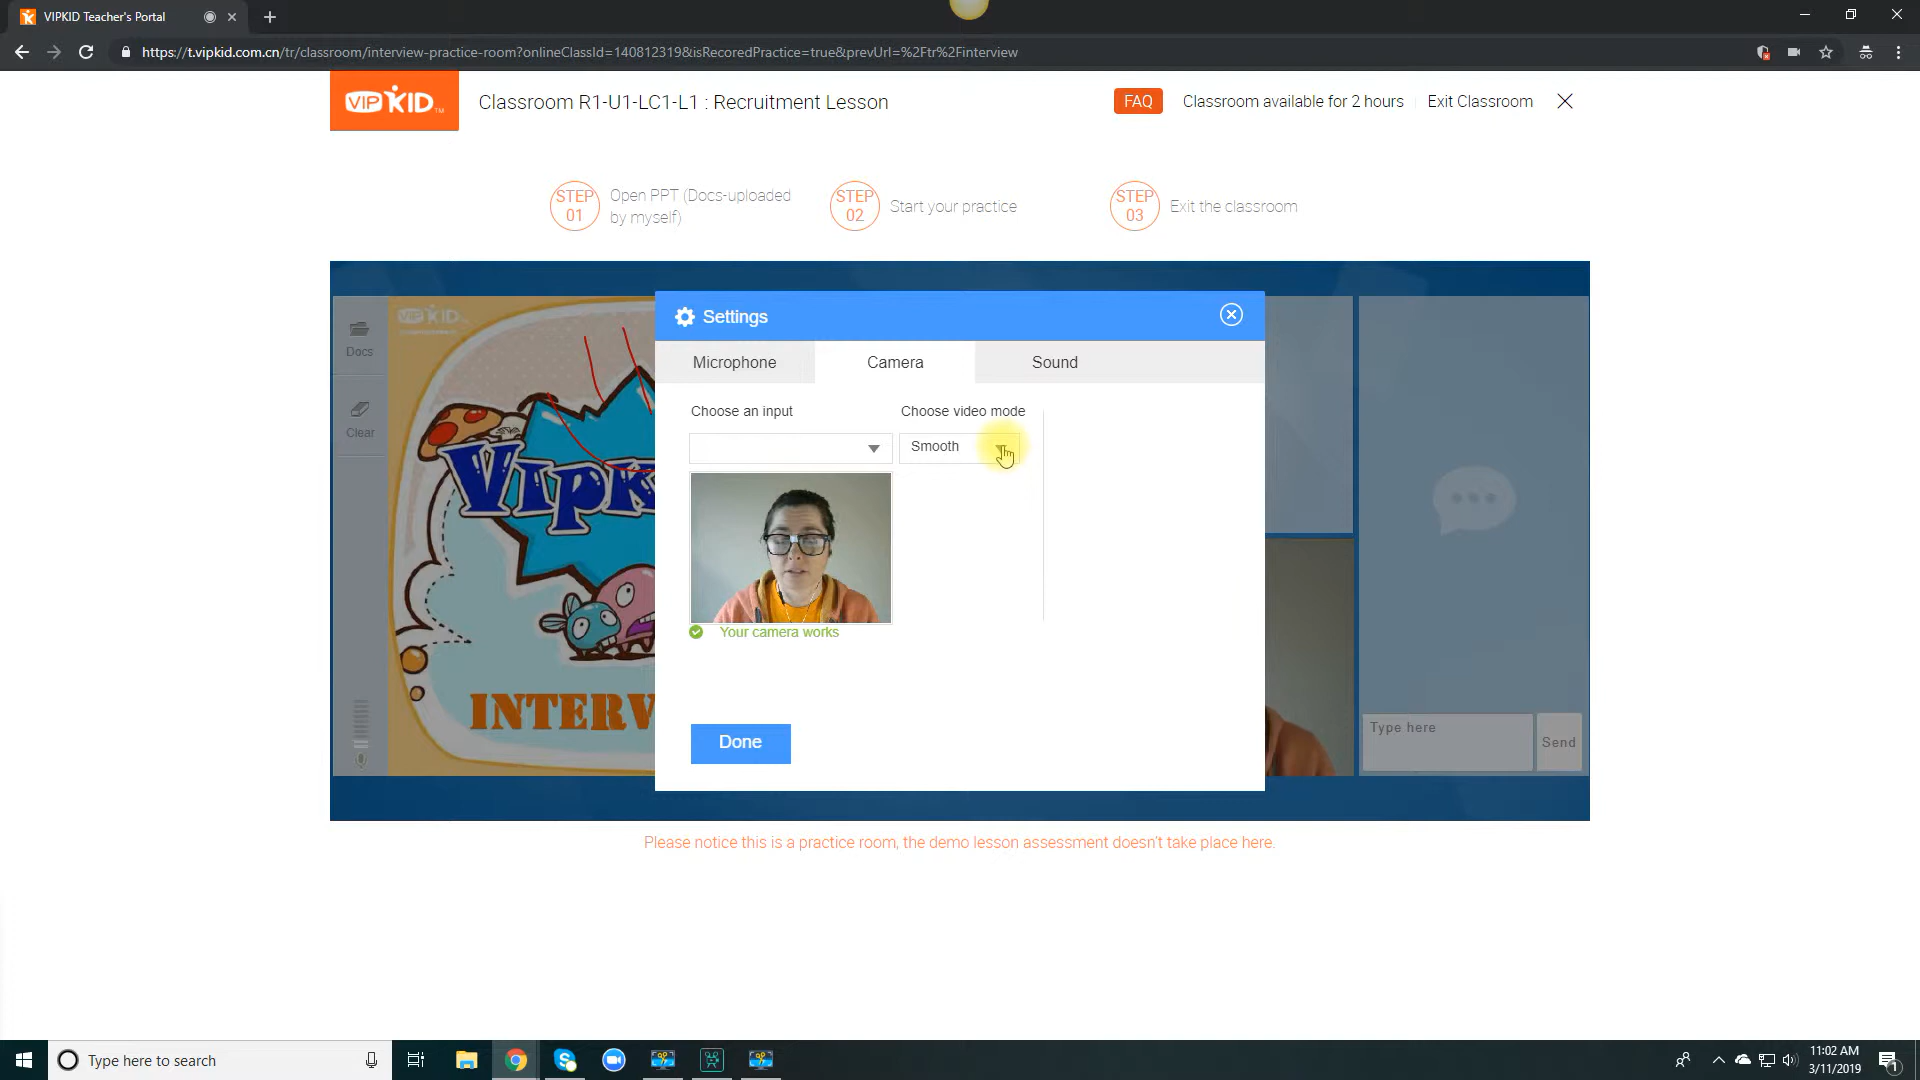 VIPKID Teacher's Portal
https://t.vipkid.com.cn/tr/classroom/interview-practice-room?onlineClassId=140812319&isRecoredPractice=true&prevUrl=%2Ftr%2Finterview
VIPKID™
Classroom R1-U1-LC1-L1 : Recruitment Lesson
FAQ
Classroom available for 2 hours
Exit Classroom
STEP
01
Open PPT (Docs-uploaded
by myself)
STEP
02
Start your practice
STEP
03
Exit the classroom
Docs
Clear
VIPKID
Vipk
INTERV
Settings
Microphone
Camera
Sound
Choose an input
Choose video mode
Smooth
Your camera works
Done
Type here
Send
Please notice this is a practice room, the demo lesson assessment doesn't take place here.
Type here to search
11:02 AM
3/11/2019
1